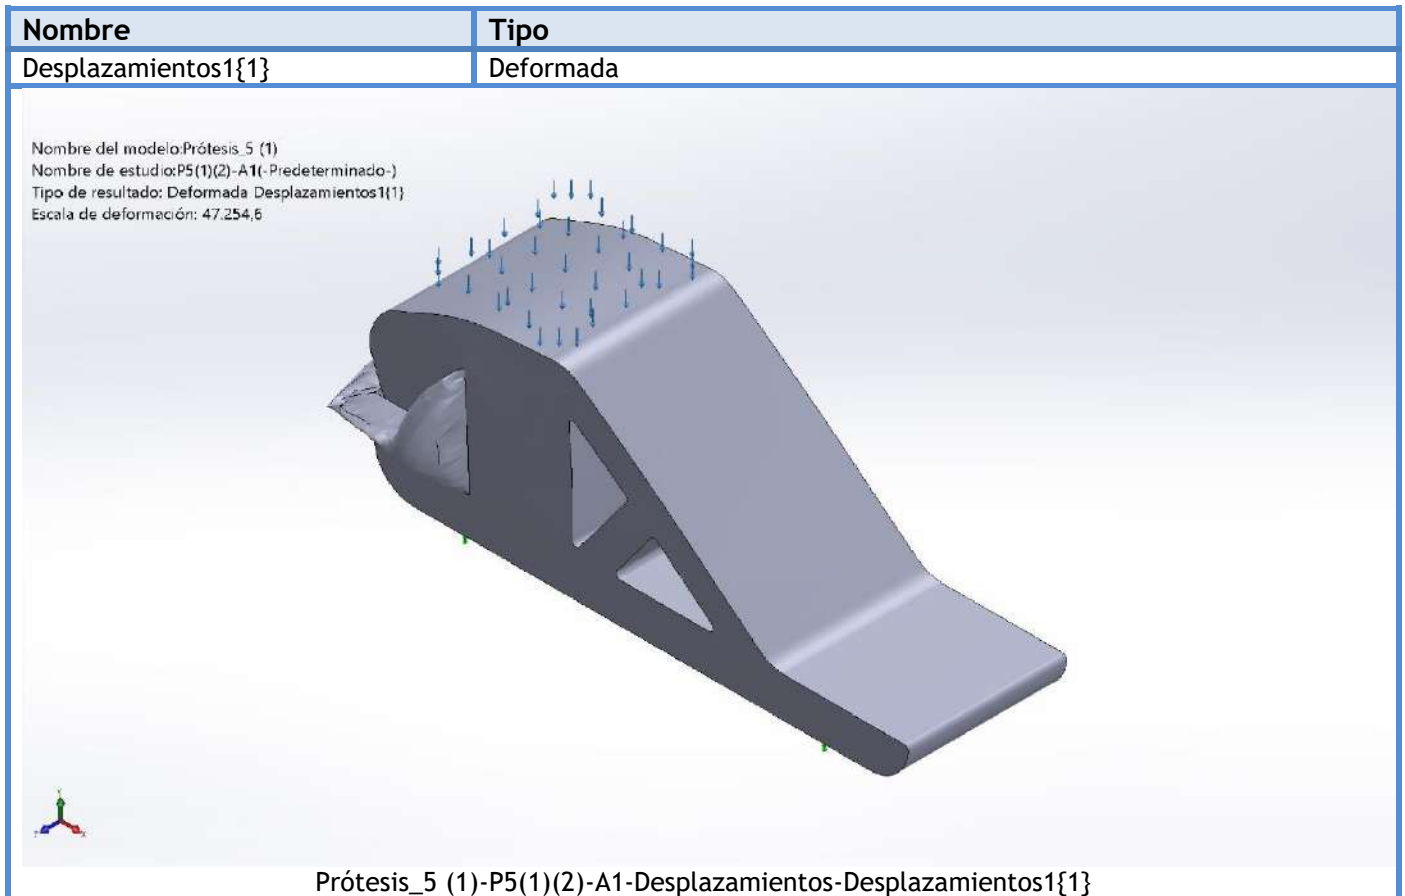 Nombre Tipo
Desplazamientos1{1} Deformada
Nombre del modelo:Prótesis_5 (1)
Nombre de estudio:P5(1)(2)-A1(-Predeterminado-)
Tipo de resultado: Deformada Desplazamientos1{1}
Escala de deformación: 47.254,6
Prótesis_5 (1)-P5(1)(2)-A1-Desplazamientos-Desplazamientos1{1}